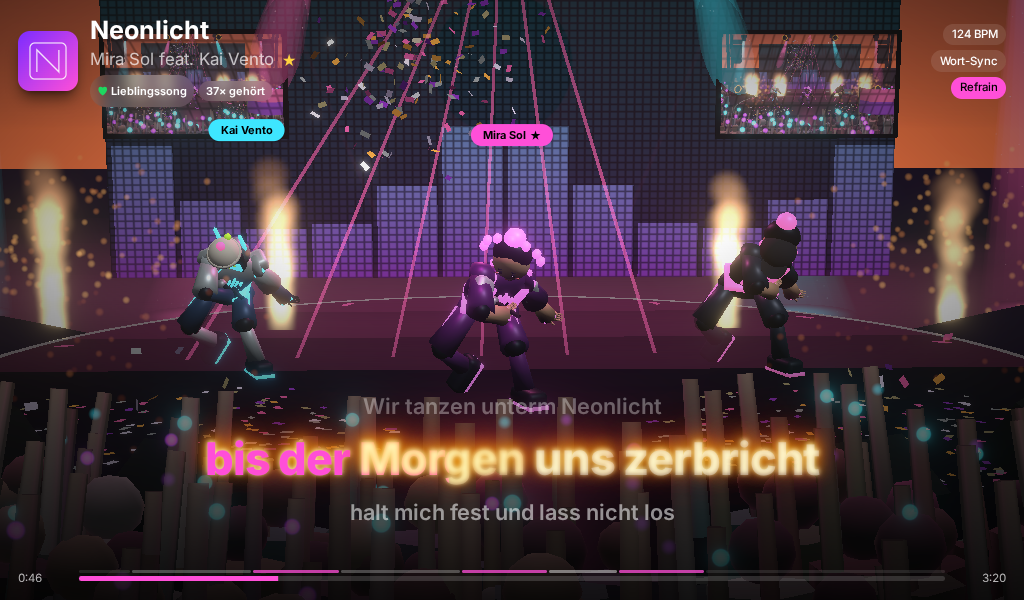 Neonlicht
Mira Sol feat. Kai Vento ★
Lieblingssong
37× gehört
124 BPM
Wort-Sync
Refrain
Kai Vento
Mira Sol ★
Wir tanzen unterm Neonlicht
bis der Morgen uns zerbricht
halt mich fest und lass nicht los
0:46
3:20